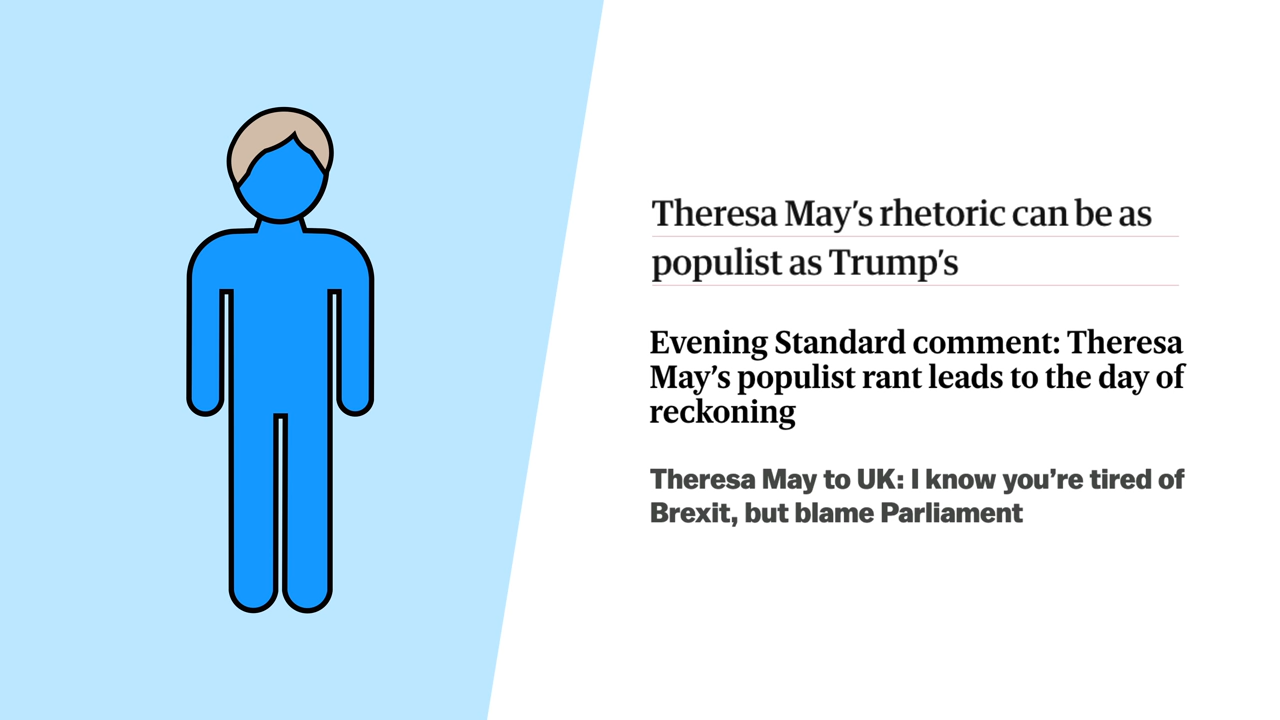 Theresa May’s rhetoric can be as
populist as Trump’s
Evening Standard comment: Theresa
May’s populist rant leads to the day of
reckoning
Theresa May to UK: I know you’re tired of
Brexit, but blame Parliament